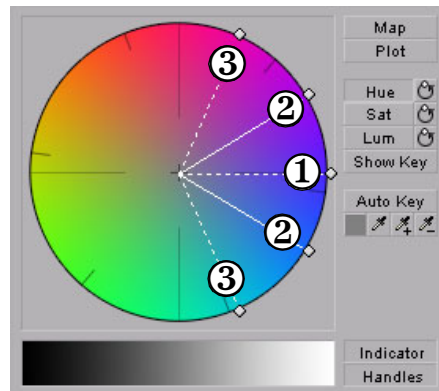 Map
Plot
3
2
Hue
Sat
1
Lum
Show Key
Auto Key
2
3
Indicator
Handles